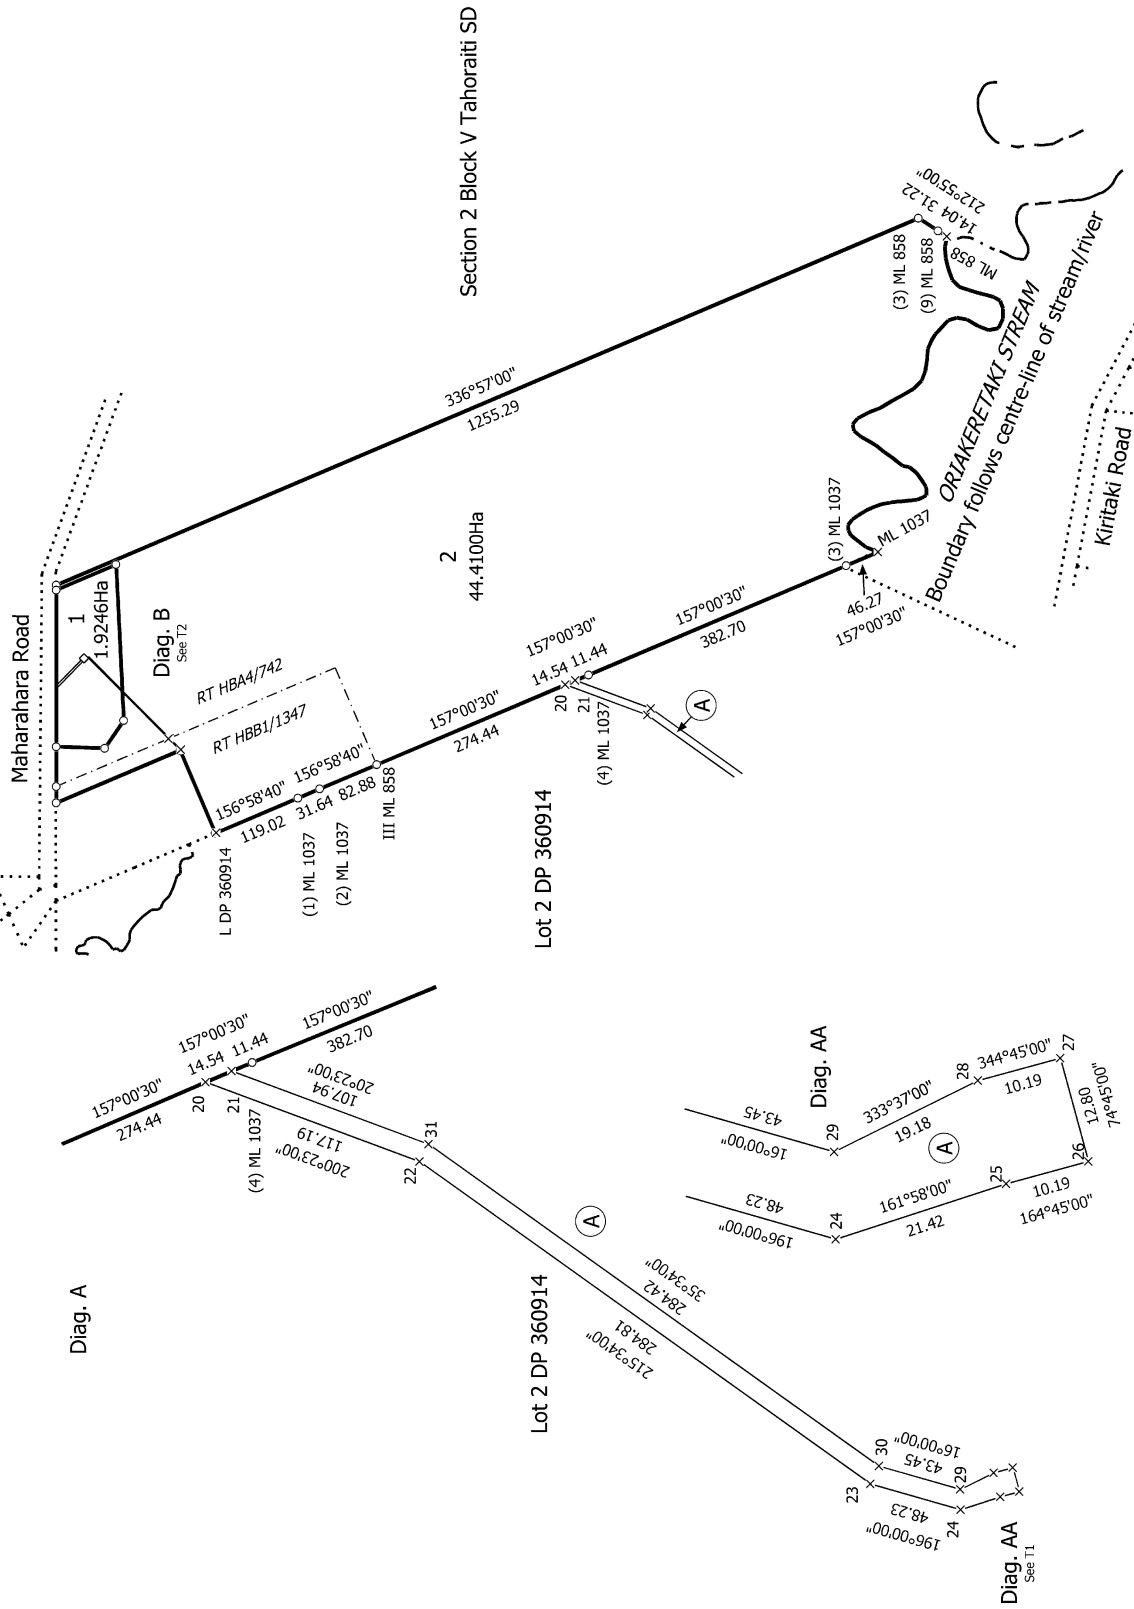 Section 2 Block V Tahoraiti SD
Maharahara Road
1
1.9246Ha
Diag. B
See T2
RT HBA4/742
RT HBB1/1347
336°57'00"
1255.29
2
44.4100Ha
(3) ML 858
(9) ML 858
14.04 31.22
212°55'00"
ML 858
ORIAKERETAKI STREAM
Boundary follows centre-line of stream/river
Kiritaki Road
L DP 360914
156°58'40"
119.02
(1) ML 1037
31.64
(2) ML 1037
156°58'40"
82.88
III ML 858
157°00'30"
274.44
157°00'30"
14.54 11.44
20
21
(4) ML 1037
157°00'30"
382.70
(3) ML 1037
46.27
157°00'30"
ML 1037
A
Lot 2 DP 360914
Diag. A
157°00'30"
274.44
157°00'30"
14.54 11.44
157°00'30"
382.70
20
21
(4) ML 1037
107.94
20°23'00"
117.19
200°23'00"
22
31
A
Lot 2 DP 360914
284.42
35°34'00"
284.81
215°34'00"
23
30
43.45
16°00'00"
48.23
196°00'00"
24
29
Diag. AA
See T1
Diag. AA
43.45
16°00'00"
48.23
196°00'00"
29
24
333°37'00"
19.18
28
344°45'00"
10.19
27
A
161°58'00"
21.42
25
10.19
164°45'00"
26
12.80
74°45'00"